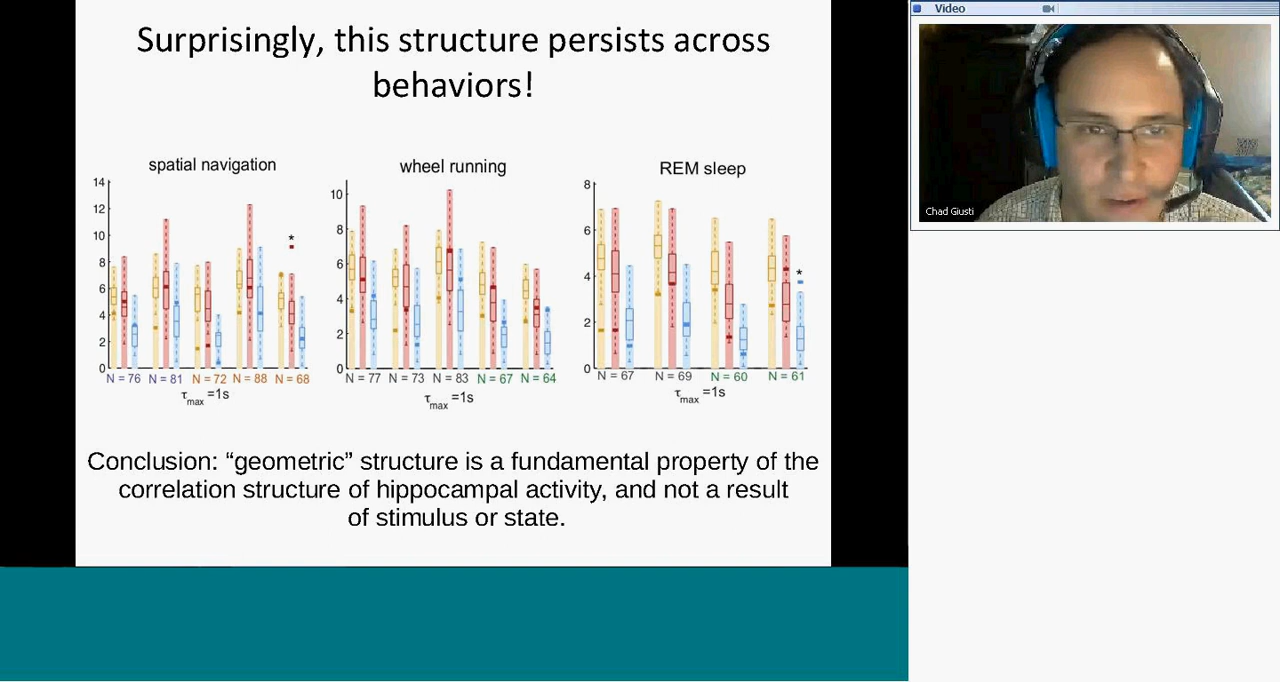 Surprisingly, this structure persists across
behaviors!
spatial navigation
14
12
10
8
6
4
2
0
*
N = 76 N = 81 N = 72 N = 88 N = 68
τmax =1s
wheel running
10
8
6
4
2
0
N = 77 N = 73 N = 83 N = 67 N = 64
τmax =1s
REM sleep
8
6
4
2
0
*
N = 67 N = 69 N = 60 N = 61
τmax =1s
Conclusion: “geometric” structure is a fundamental property of the
correlation structure of hippocampal activity, and not a result
of stimulus or state.
Video
Chad Giusti